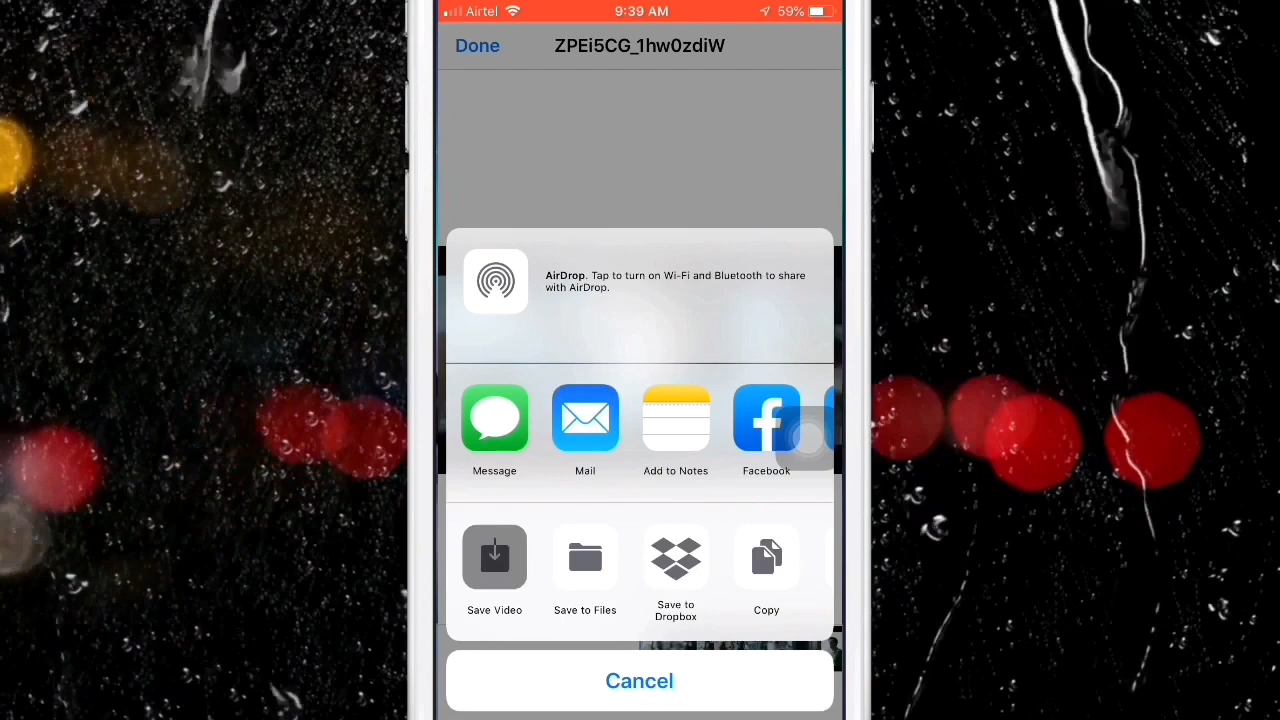 Airtel 9:39 AM 59%
Done ZPEi5CG_1hw0zdiW
AirDrop. Tap to turn on Wi-Fi and Bluetooth to share
with AirDrop.
Message Mail Add to Notes Facebook
Save Video Save to Files Save to Dropbox Copy
Cancel